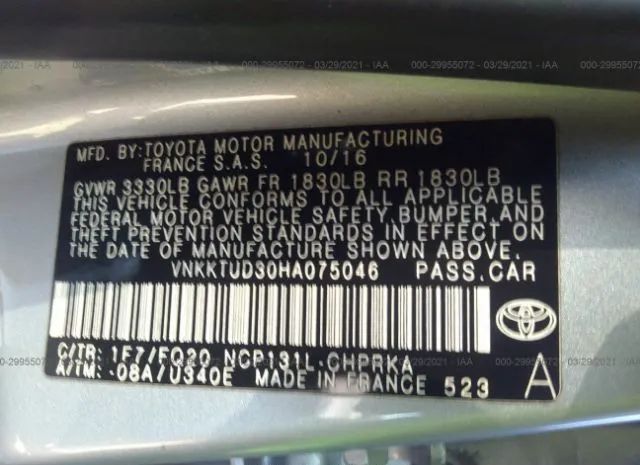 000-29955072 - 03/29/2021 - IAA
MFD. BY:TOYOTA MOTOR MANUFACTURING
FRANCE S.A.S. 10/16
GVWR 3330LB GAWR FR 1830LB RR 1830LB
THIS VEHICLE CONFORMS TO ALL APPLICABLE
FEDERAL MOTOR VEHICLE SAFETY, BUMPER, AND
THEFT PREVENTION STANDARDS IN EFFECT ON
THE DATE OF MANUFACTURE SHOWN ABOVE.
VNKKTUD30HA075046 PASS.CAR
C/TR: 1F7/FQ20 NCP131L-CHPRKA
A/TM: -08A/U340E MADE IN FRANCE 523 A